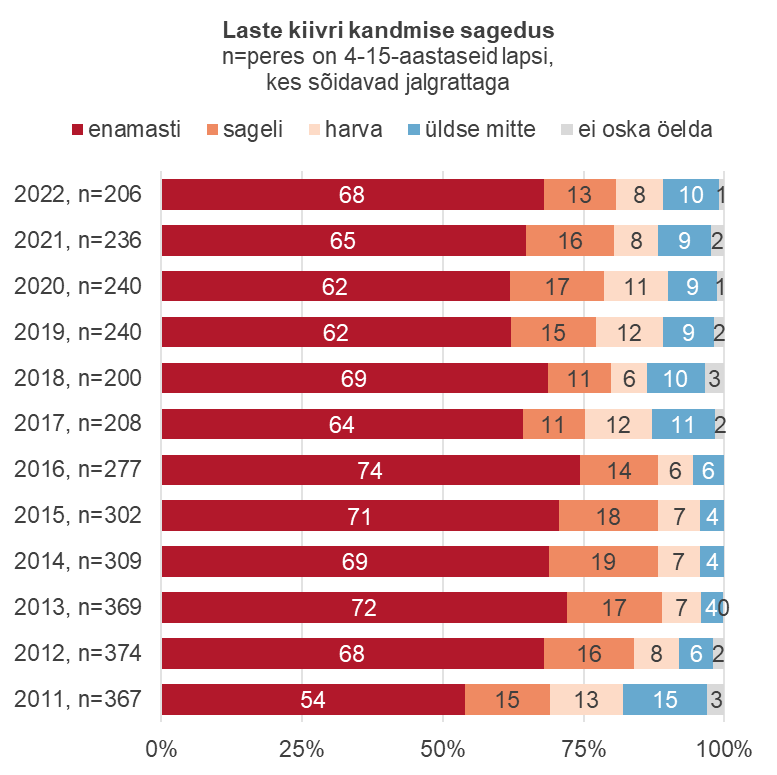 Laste kiivri kandmise sagedus
n=peres on 4-15-aastaseid lapsi,
kes sõidavad jalgrattaga
enamasti sageli harva üldse mitte ei oska öelda
2022, n=206 68 13 8 10 1
2021, n=236 65 16 8 9 2
2020, n=240 62 17 11 9 1
2019, n=240 62 15 12 9 2
2018, n=200 69 11 6 10 3
2017, n=208 64 11 12 11 2
2016, n=277 74 14 6 6
2015, n=302 71 18 7 4
2014, n=309 69 19 7 4
2013, n=369 72 17 7 4 0
2012, n=374 68 16 8 6 2
2011, n=367 54 15 13 15 3
0% 25% 50% 75% 100%